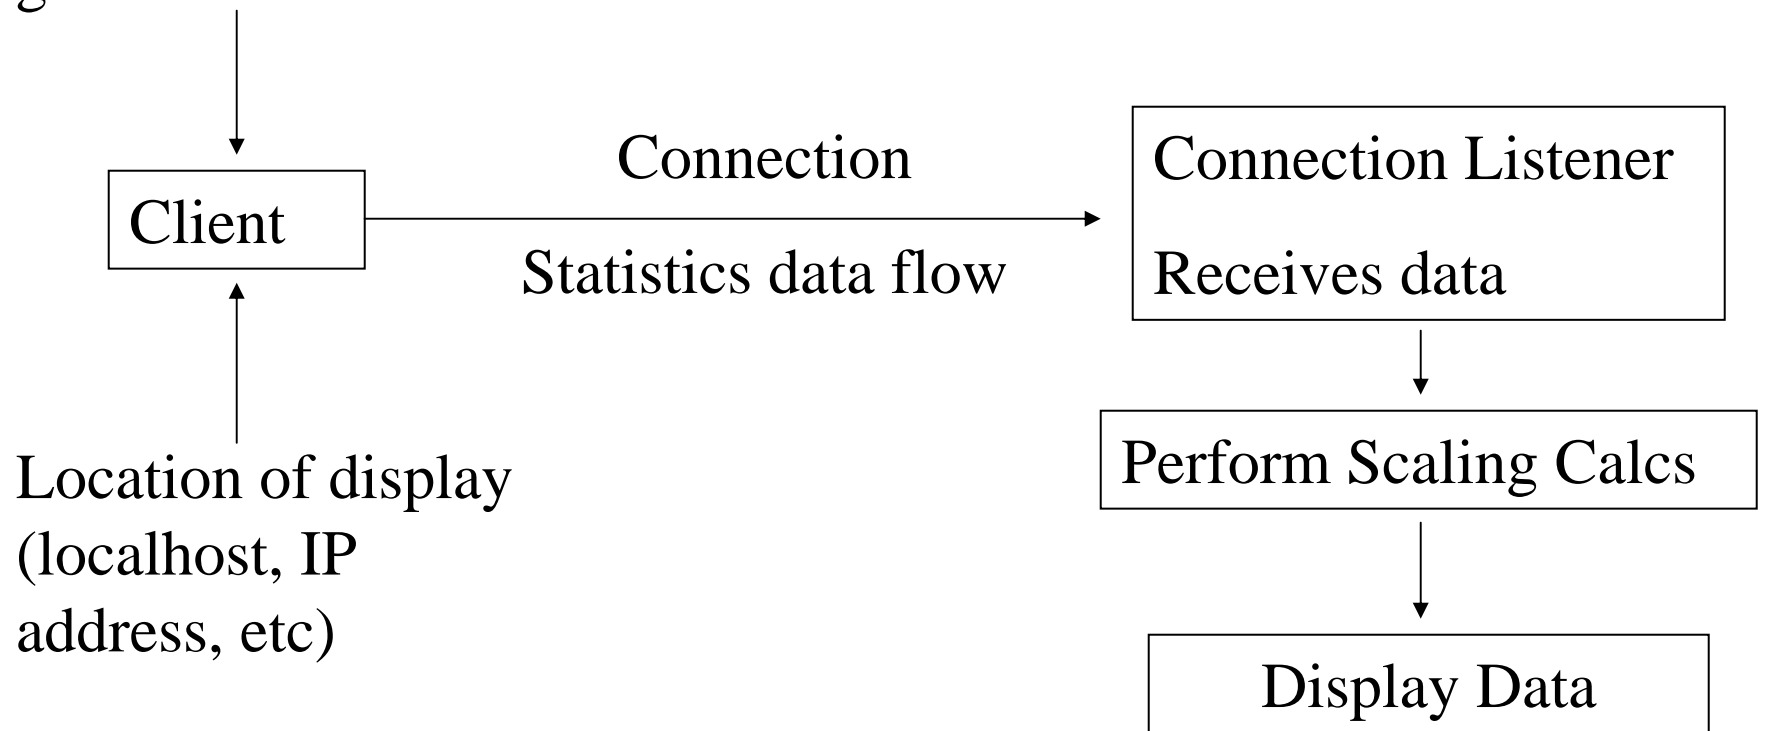 Client
Connection
Statistics data flow
Connection Listener
Receives data
Perform Scaling Calcs
Location of display
(localhost, IP
address, etc)
Display Data